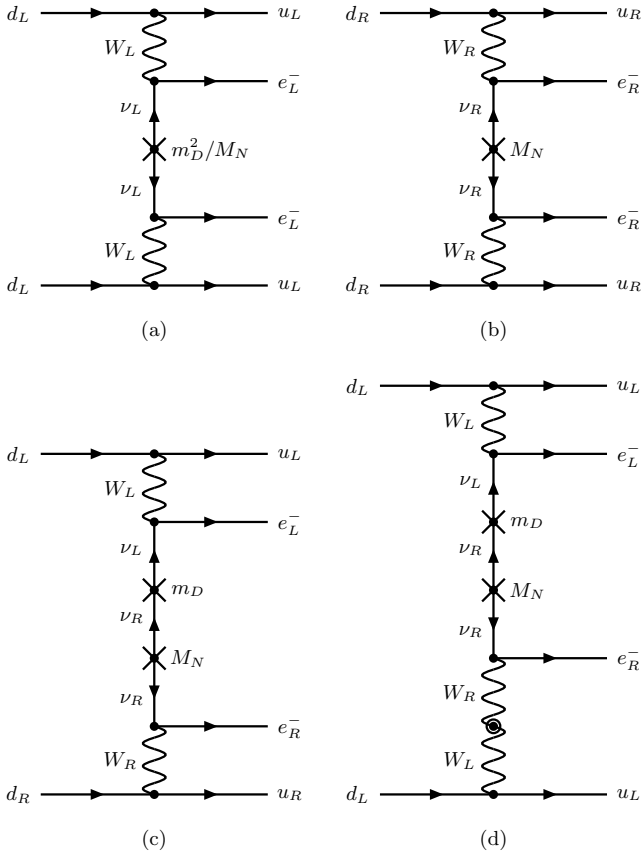 d_L u_L d_R u_R
W_L W_R
e_L^- e_R^-
ν_L ν_R
m_D^2/M_N M_N
ν_L ν_R
e_L^- e_R^-
W_L W_R
d_L u_L d_R u_R
(a) (b)
d_L u_L
W_L
d_L u_L e_L^-
W_L ν_L
e_L^- m_D
ν_L ν_R
m_D M_N
ν_R ν_R
M_N e_R^-
ν_R W_R
e_R^-
W_R W_L
d_R u_R d_L u_L
(c) (d)